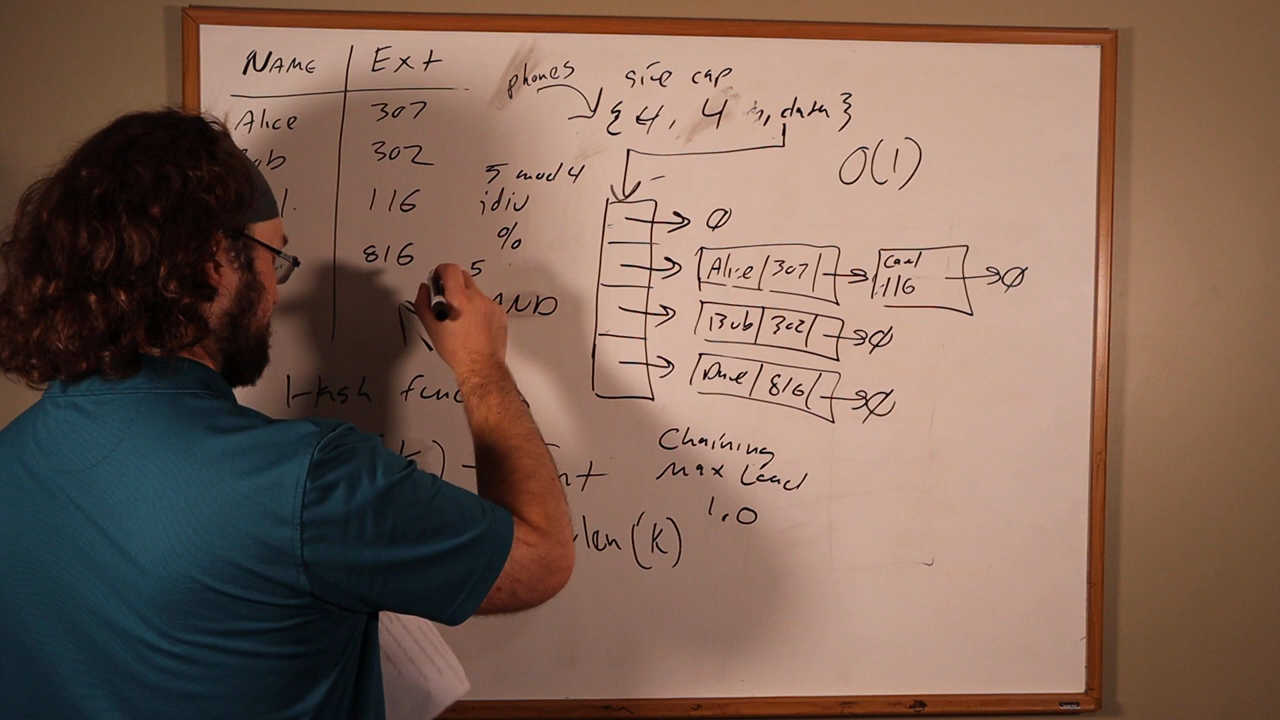 NAME Ext
Alice 307
302
116
816
phones
size cap
{4, 4, data}
O(1)
5 mod 4
idiv
%
5
AND
Ø
Alice 307
Carl
116
Ø
Bob 302
Ø
Dave 816
Ø
Hash func
Chaining
Max Load
1.0
len(k)